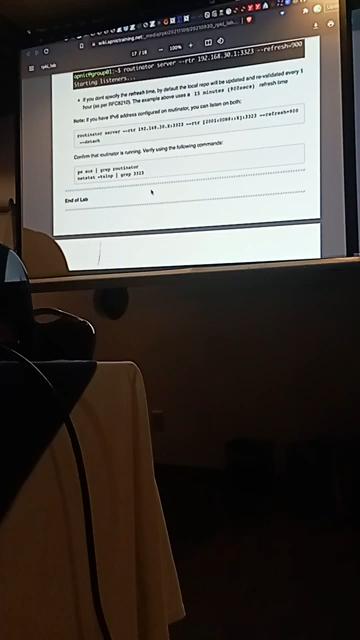 17 / 18
100%
apnic@group01:~$ routinator server --rtr 192.168.30.1:3323 --refresh=900
Starting listeners...
• If you dont specify the refresh time, by default the local repo will be updated and re-validated every 1
hour (as per RFC8210). The example above uses a 15 minutes (900secs) refresh time
Note: If you have IPv6 address configured on routinator, you can listen on both:
routinator server --rtr 192.168.30.1:3323 --rtr [2001:0db8::1]:3323 --refresh=900
--detach
Confirm that routinator is running. Verify using the following commands:
ps aux | grep routinator
netstat -tulnp | grep 3323
End of Lab